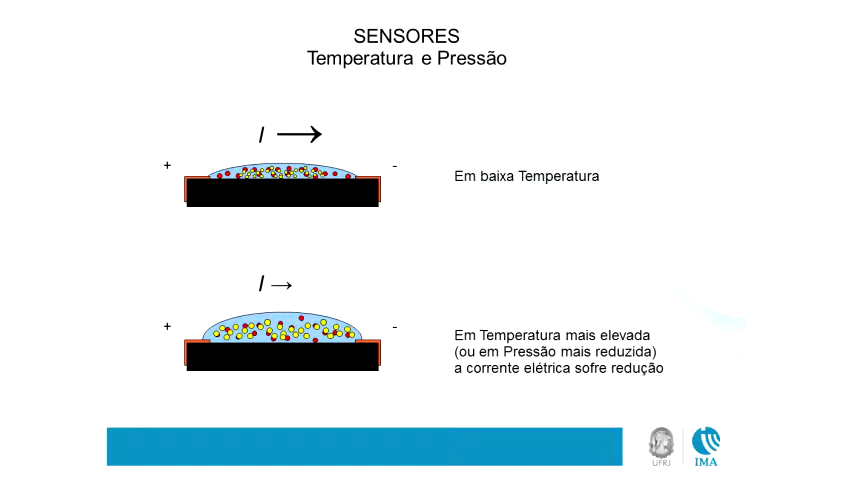 SENSORES
Temperatura e Pressão
I →
+
-
Em baixa Temperatura
I →
+
-
Em Temperatura mais elevada
(ou em Pressão mais reduzida)
a corrente elétrica sofre redução
UFRJ
IMA